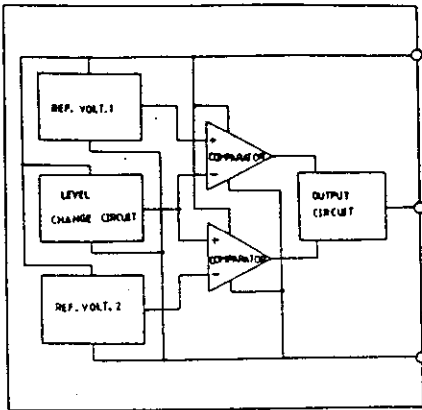 REF. VOLT. 1
+
COMPARATOR
-
LEVEL
CHANGE CIRCUIT
OUTPUT
CIRCUIT
+
COMPARATOR
-
REF. VOLT. 2